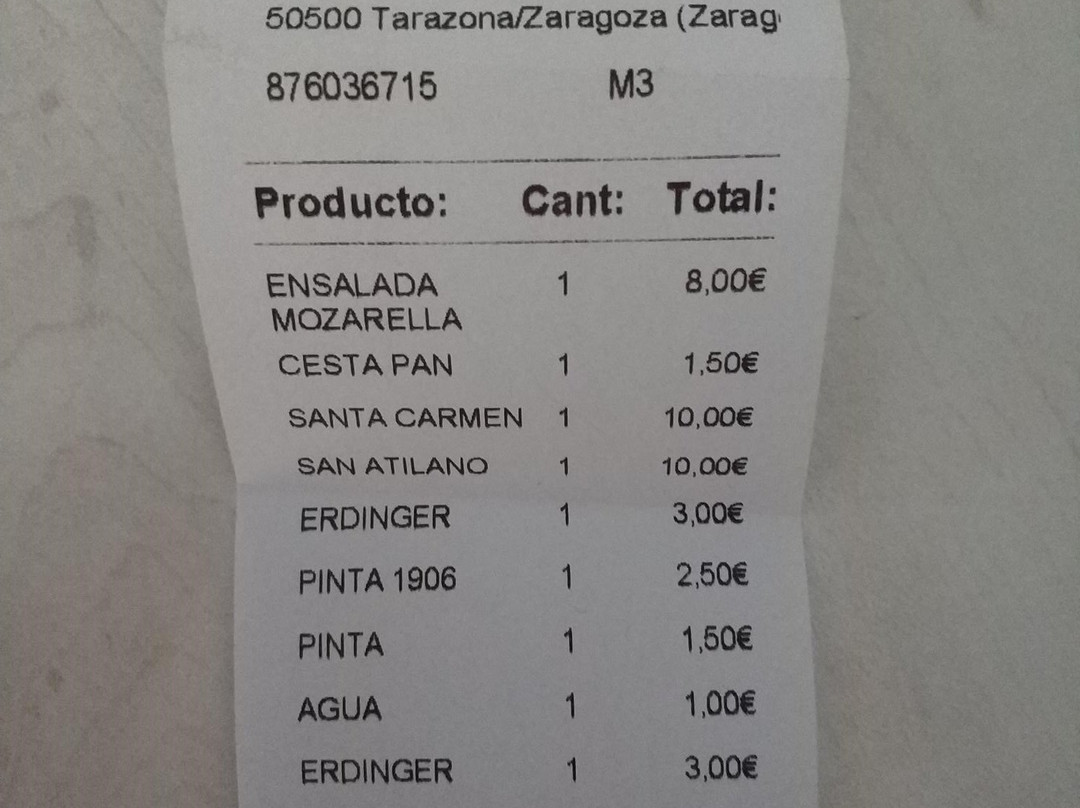 50500 Tarazona/Zaragoza (Zarag
876036715 M3
Producto: Cant: Total:
ENSALADA 1 8,00€
MOZARELLA
CESTA PAN 1 1,50€
SANTA CARMEN 1 10,00€
SAN ATILANO 1 10,00€
ERDINGER 1 3,00€
PINTA 1906 1 2,50€
PINTA 1 1,50€
AGUA 1 1,00€
ERDINGER 1 3,00€